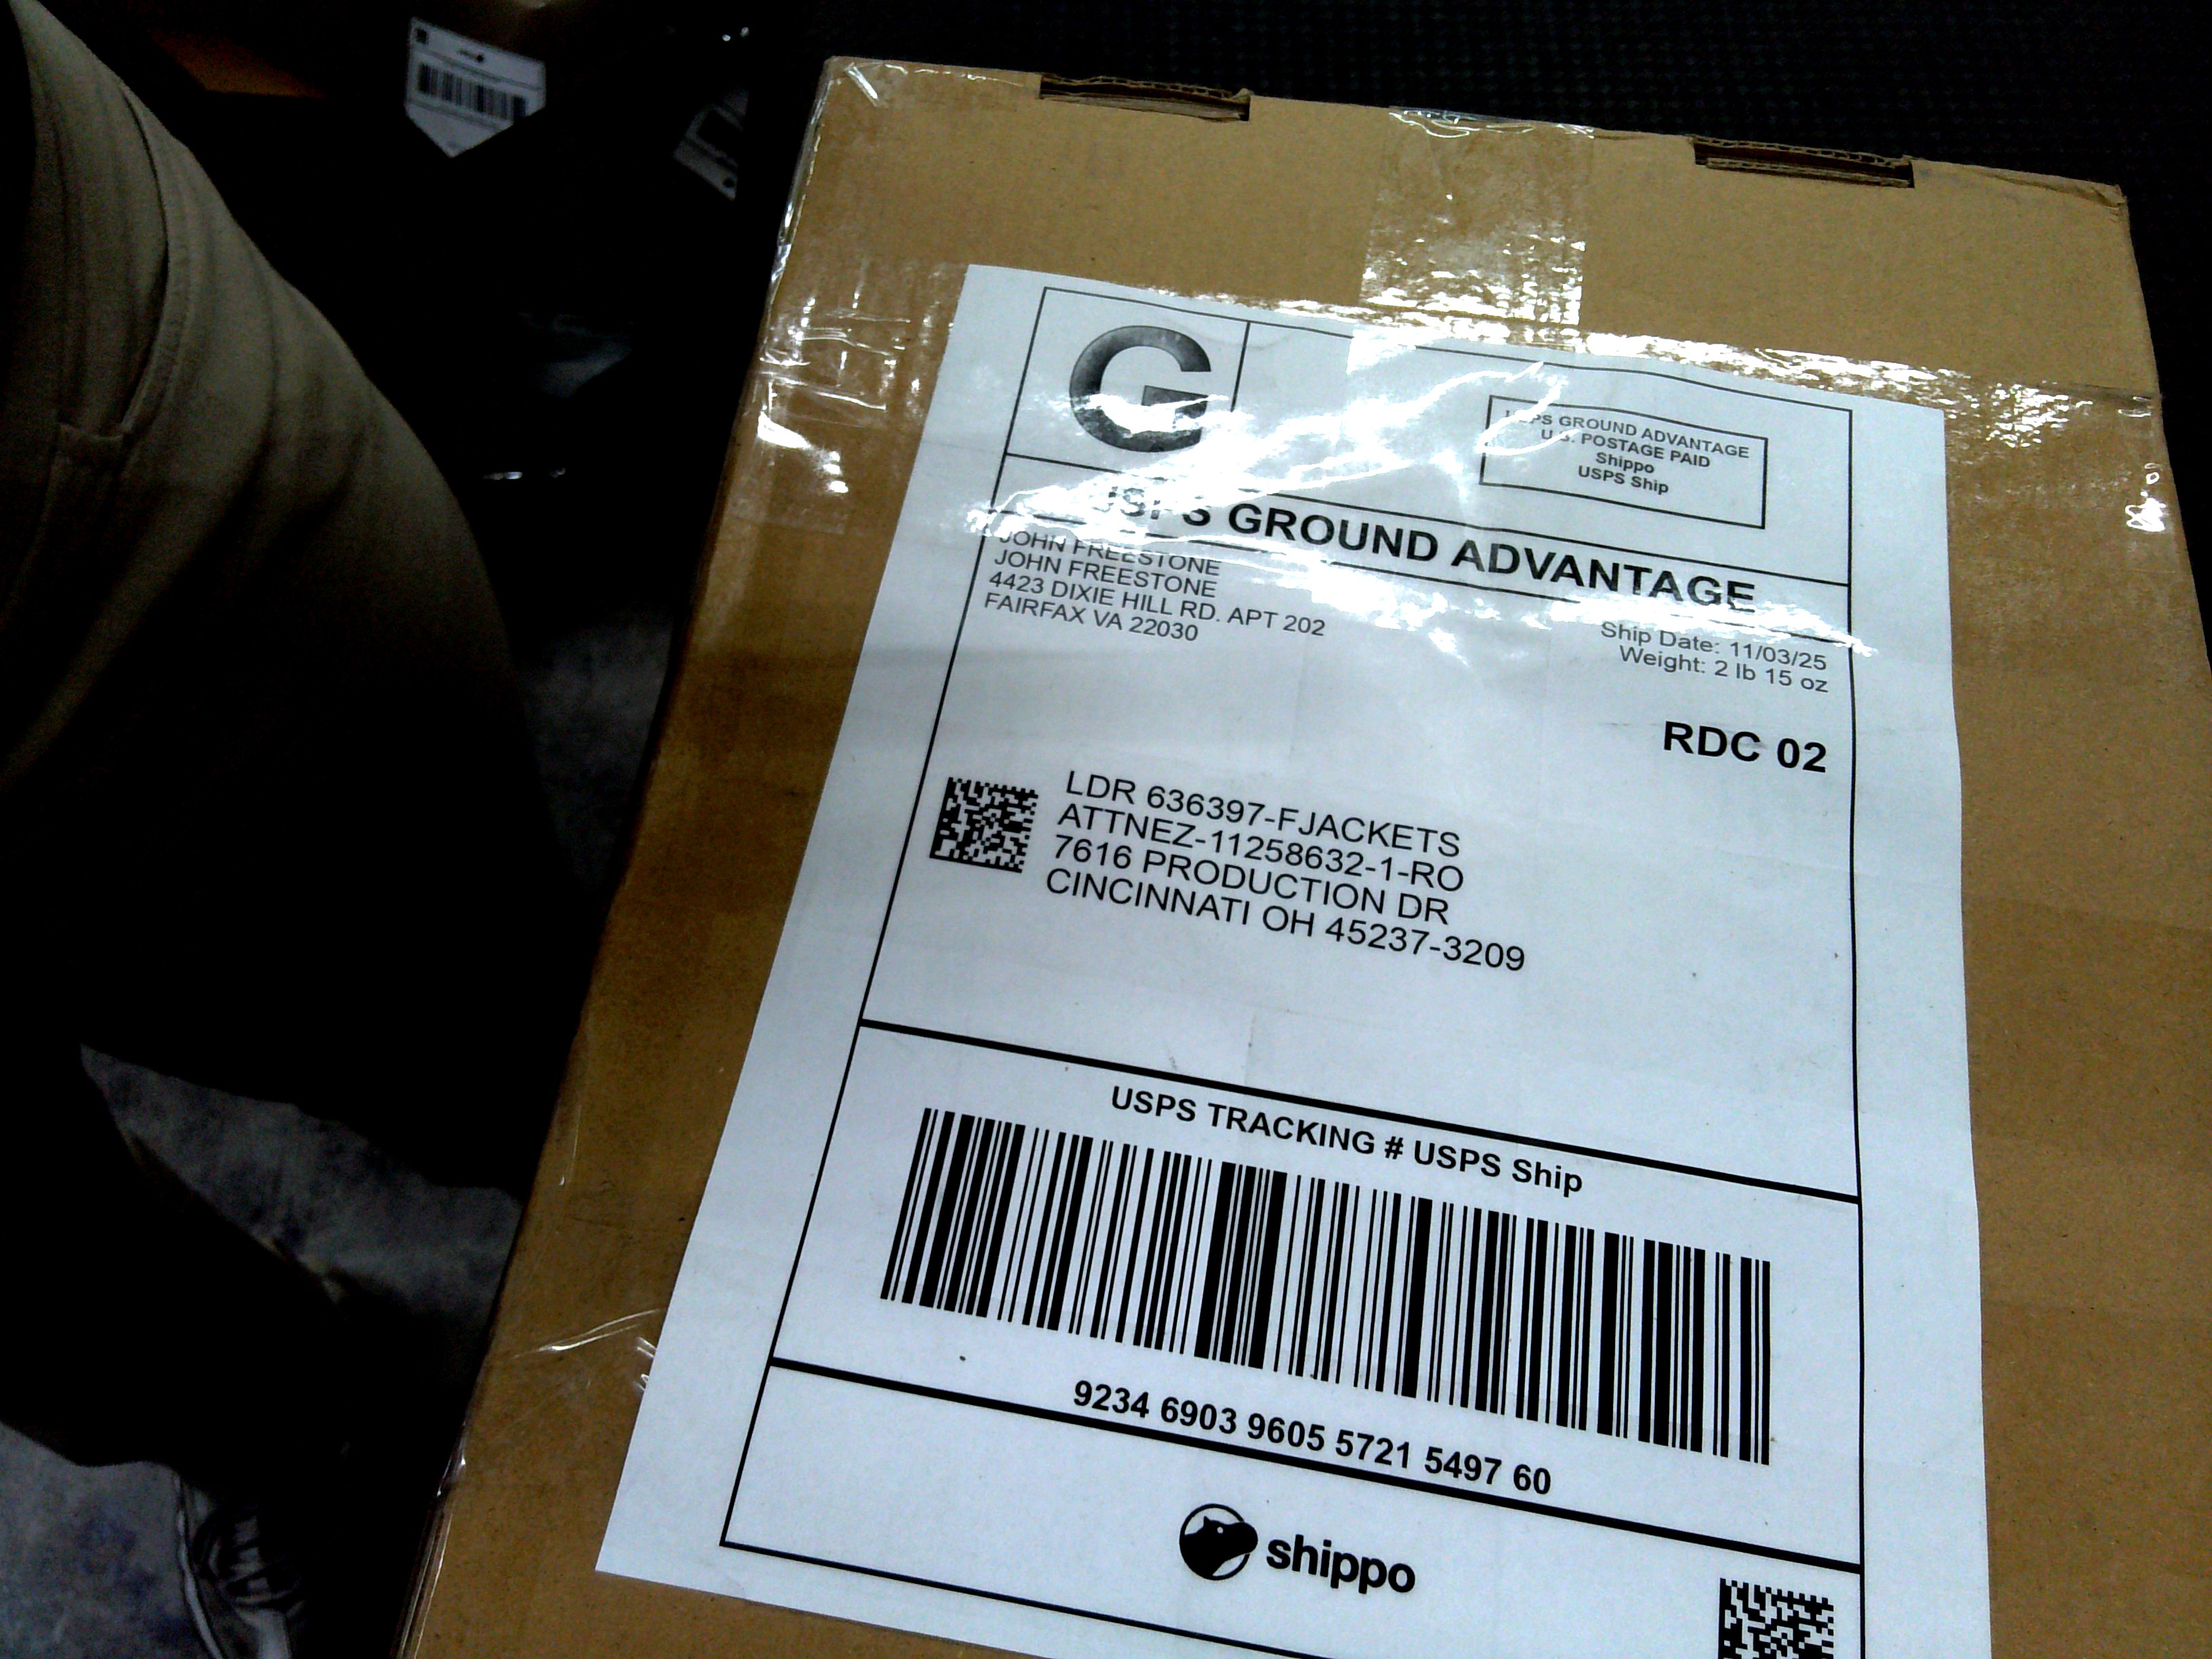 G
USPS GROUND ADVANTAGE
U.S. POSTAGE PAID
Shippo
USPS Ship
USPS GROUND ADVANTAGE
JOHN FREESTONE
JOHN FREESTONE
4423 DIXIE HILL RD. APT 202
FAIRFAX VA 22030
Ship Date: 11/03/25
Weight: 2 lb 15 oz
RDC 02
LDR 636397-FJACKETS
ATTNEZ-11258632-1-RO
7616 PRODUCTION DR
CINCINNATI OH 45237-3209
USPS TRACKING # USPS Ship
9234 6903 9605 5721 5497 60
shippo